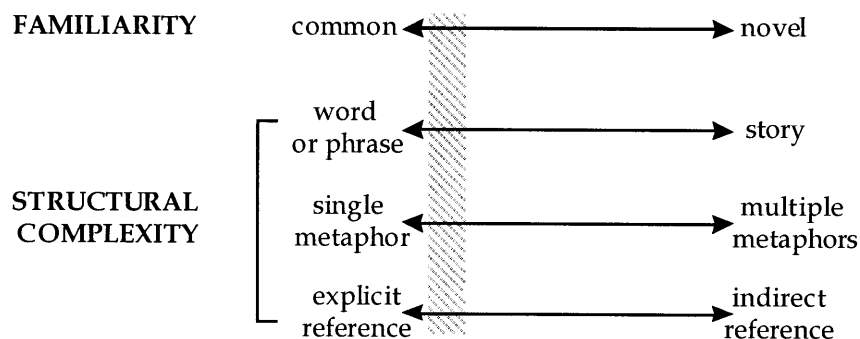 FAMILIARITY common novel
word
or phrase story
STRUCTURAL
COMPLEXITY
single
metaphor
multiple
metaphors
explicit
reference
indirect
reference